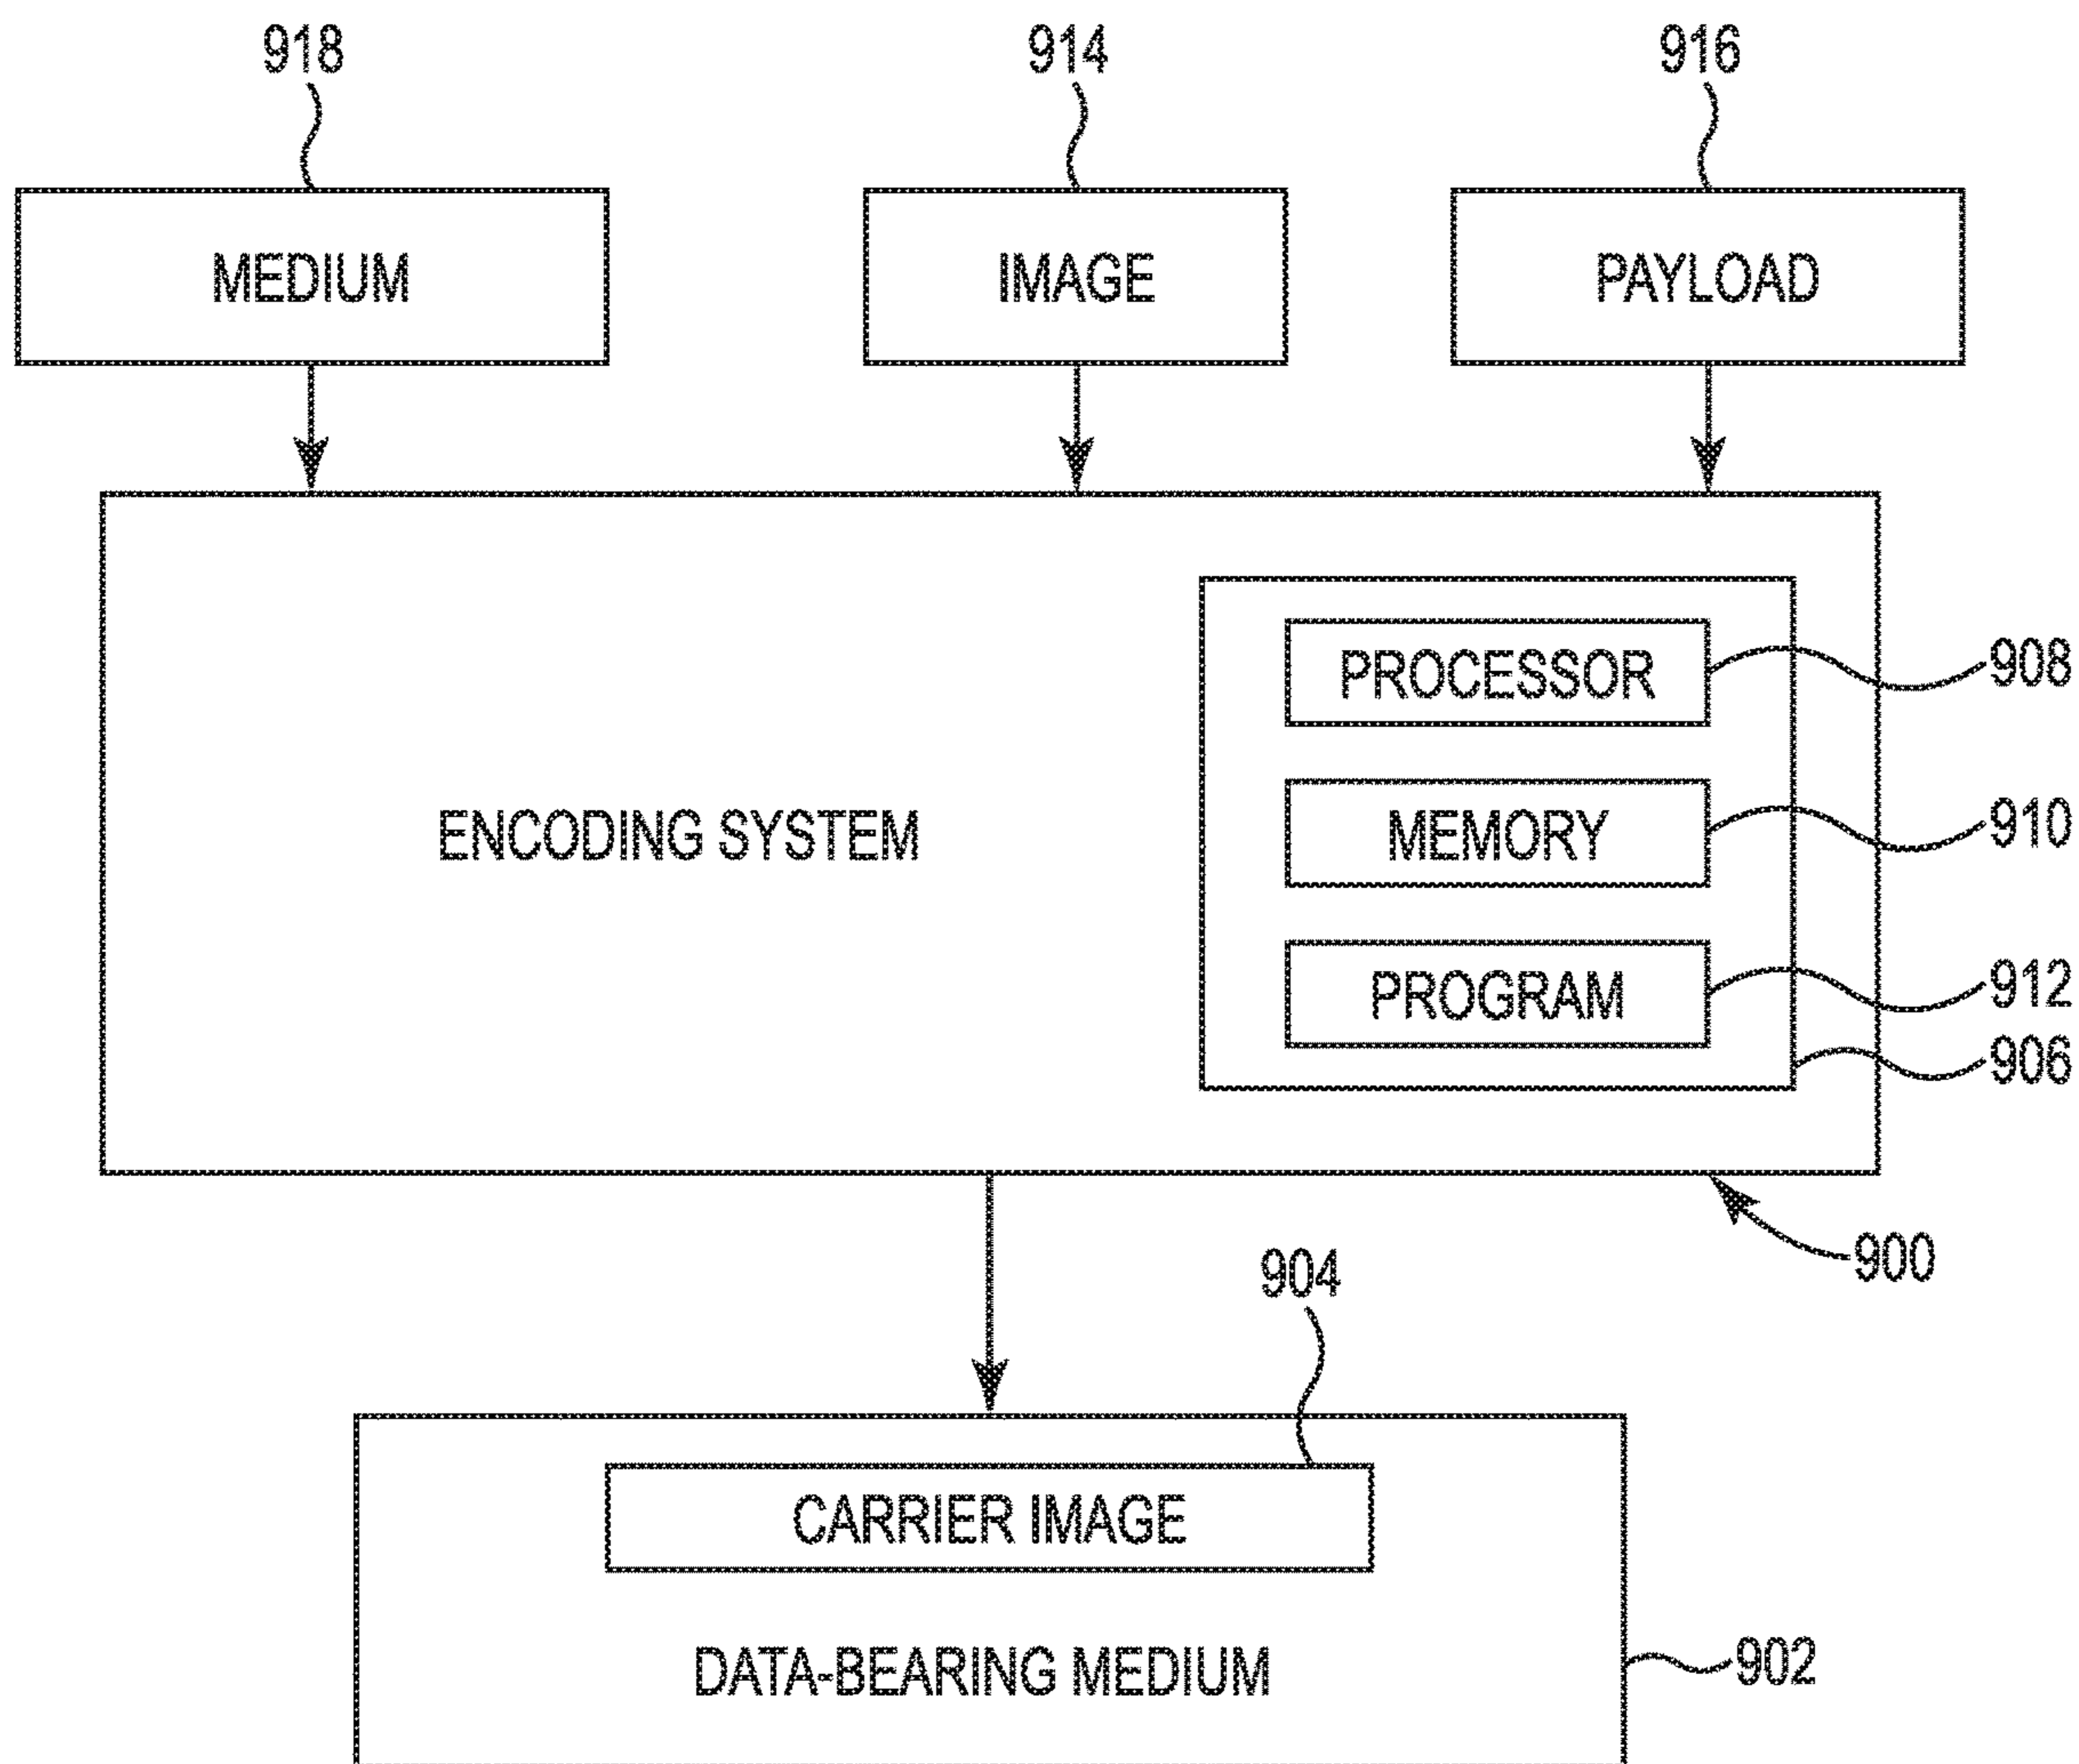 918
914
916
MEDIUM
IMAGE
PAYLOAD
PROCESSOR
908
ENCODING SYSTEM
MEMORY
910
PROGRAM
912
906
900
904
CARRIER IMAGE
DATA-BEARING MEDIUM
902